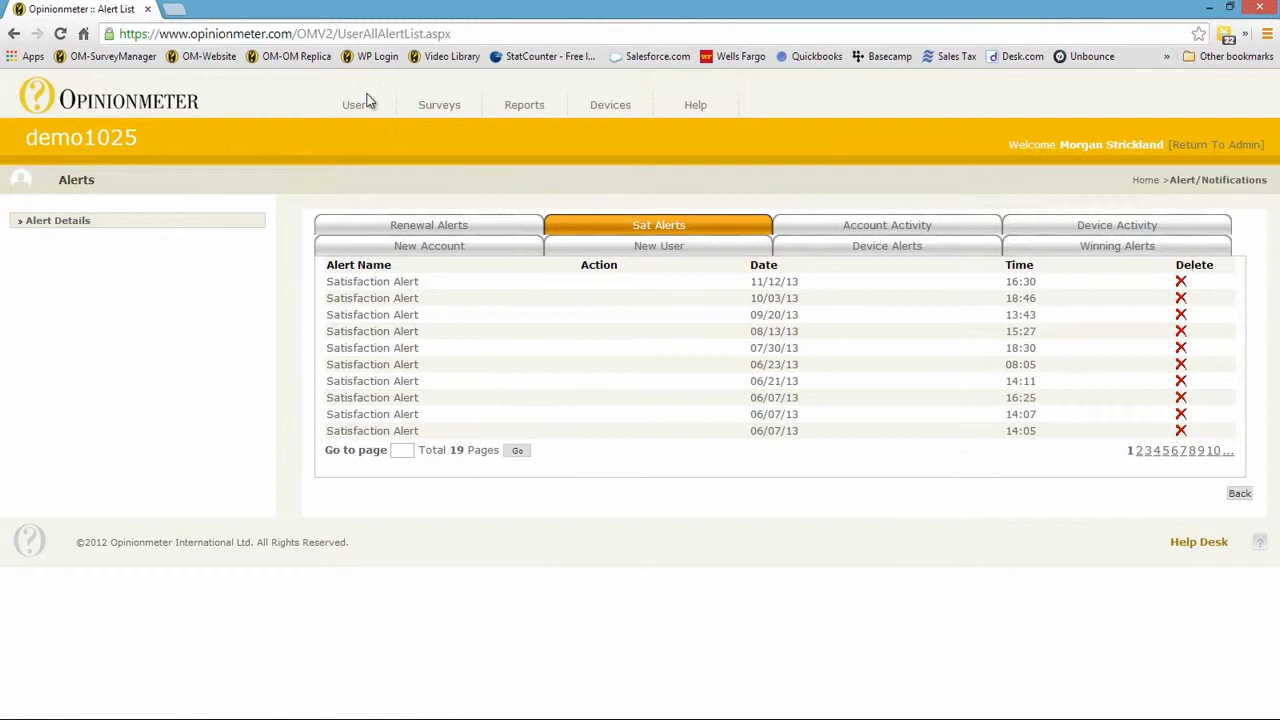 Opinionmeter :: Alert List
https://www.opinionmeter.com/OMV2/UserAllAlertList.aspx
Apps OM-SurveyManager OM-Website OM-OM Replica WP Login Video Library StatCounter - Free I... Salesforce.com Wells Fargo Quickbooks Basecamp Sales Tax Desk.com Unbounce » Other bookmarks
OPINIONMETER
Surveys Reports Devices Help
demo1025
Welcome Morgan Strickland [Return To Admin]
Alerts
Home >Alert/Notifications
» Alert Details
Renewal Alerts Sat Alerts Account Activity Device Activity
New Account New User Device Alerts Winning Alerts
Alert Name Action Date Time Delete
Satisfaction Alert 11/12/13 16:30
Satisfaction Alert 10/03/13 18:46
Satisfaction Alert 09/20/13 13:43
Satisfaction Alert 08/13/13 15:27
Satisfaction Alert 07/30/13 18:30
Satisfaction Alert 06/23/13 08:05
Satisfaction Alert 06/21/13 14:11
Satisfaction Alert 06/07/13 16:25
Satisfaction Alert 06/07/13 14:07
Satisfaction Alert 06/07/13 14:05
Go to page Total 19 Pages Go 1 2 3 4 5 6 7 8 9 10 ...
Back
©2012 Opinionmeter International Ltd. All Rights Reserved.
Help Desk ?